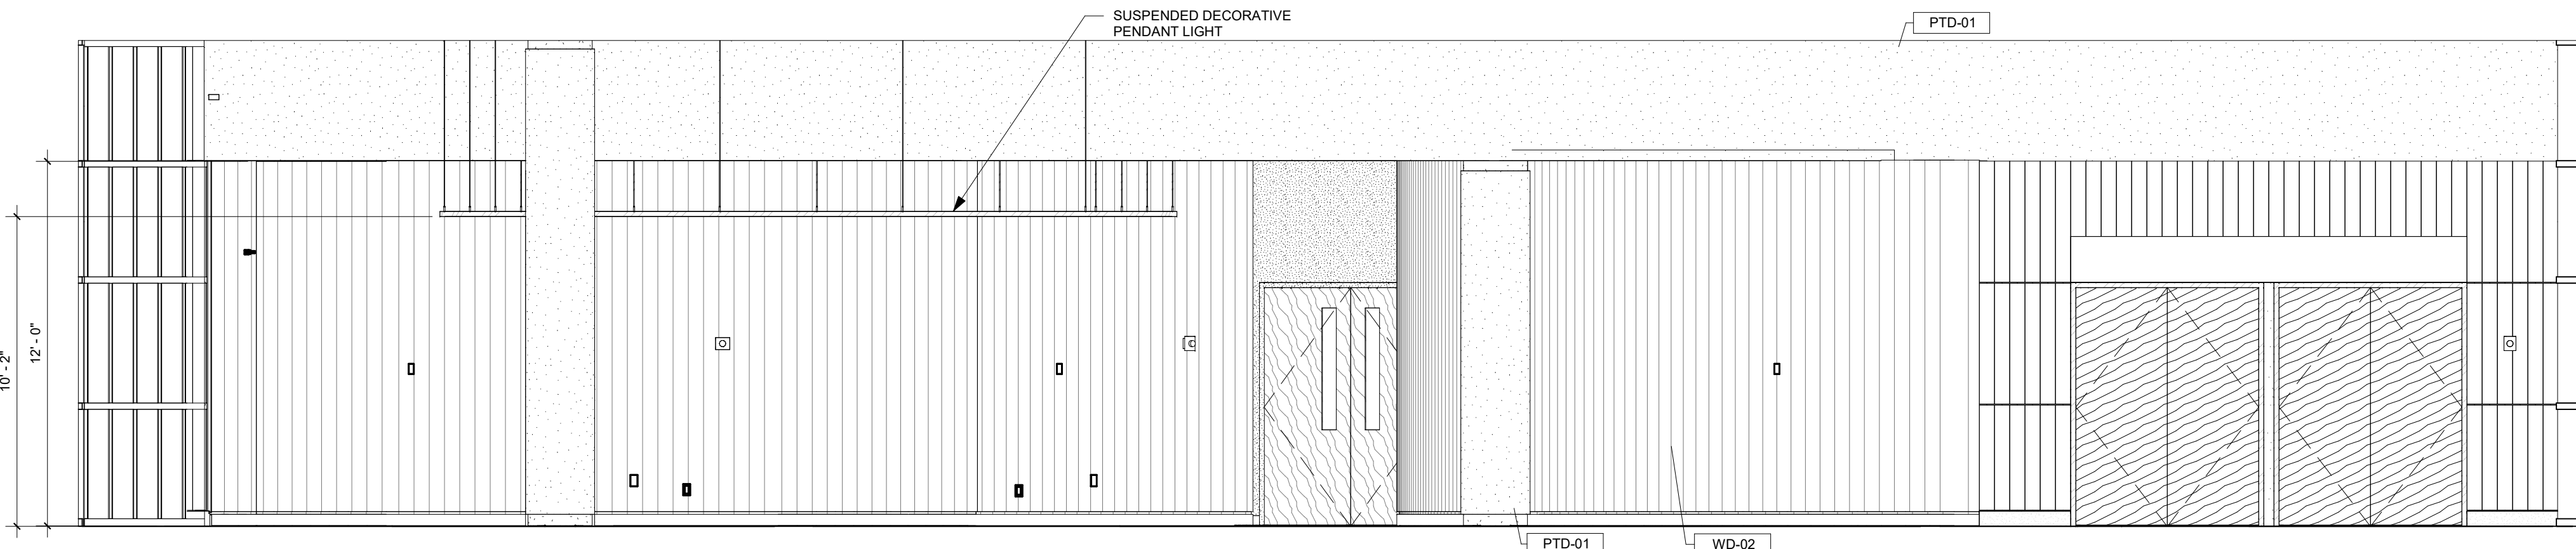 SUSPENDED DECORATIVE
PENDANT LIGHT
PTD-01
12' - 0"
10' - 2"
PTD-01
WD-02